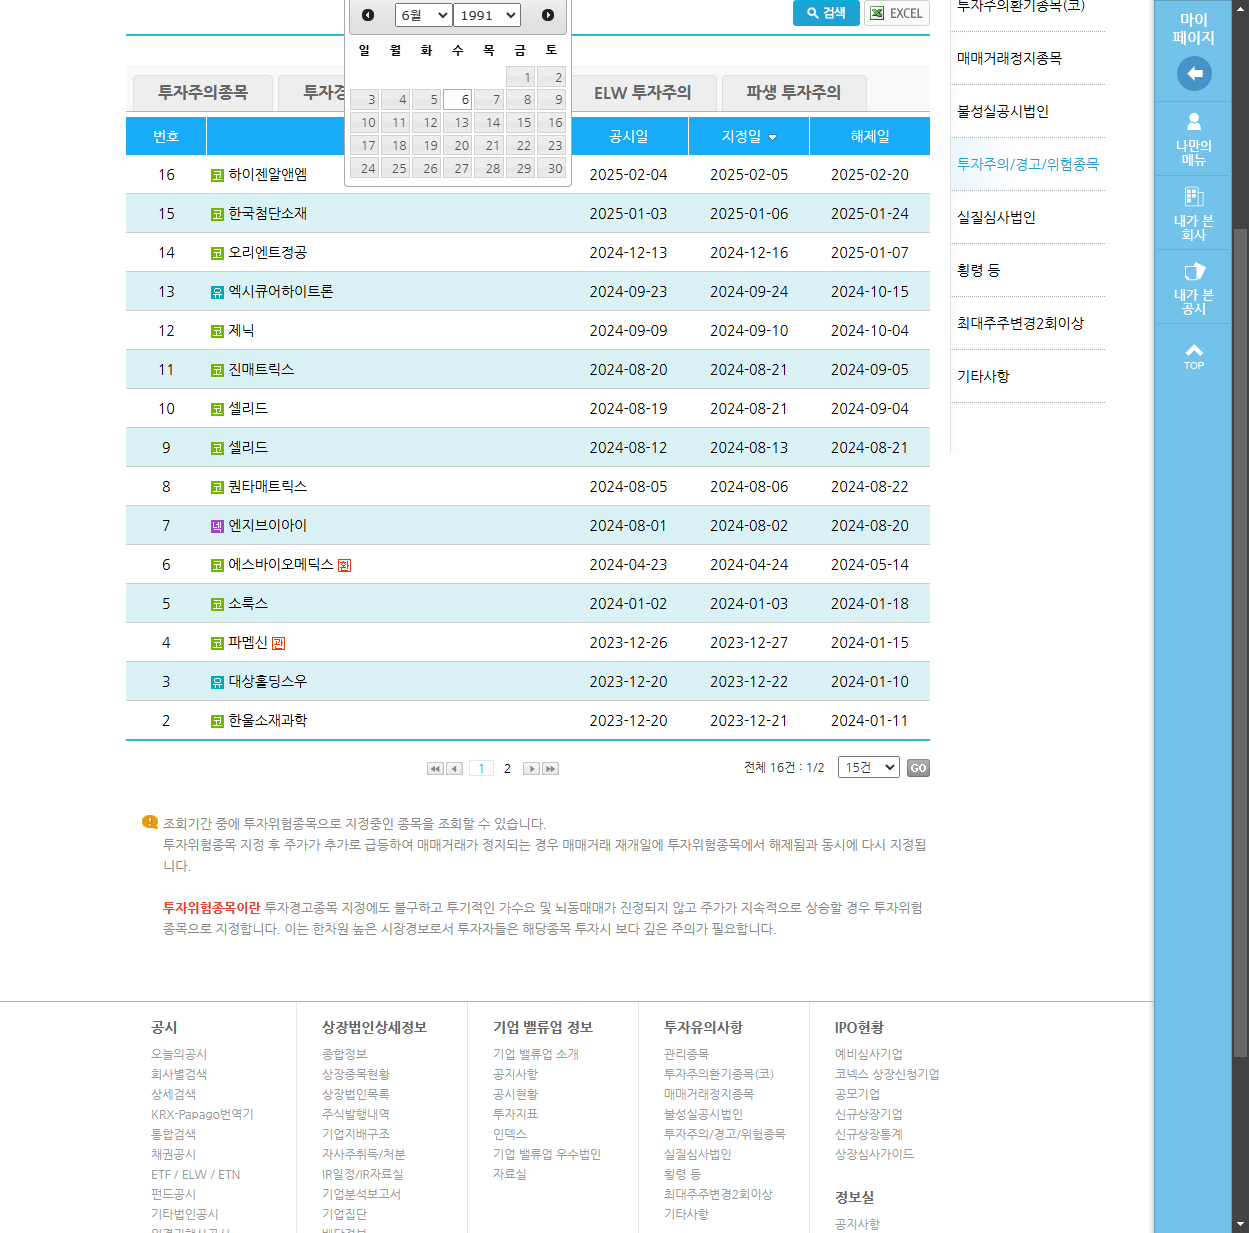 6월 1991
검색 EXCEL
일 월 화 수 목 금 토
1 2
3 4 5 6 7 8 9
10 11 12 13 14 15 16
17 18 19 20 21 22 23
24 25 26 27 28 29 30
투자주의종목 투자경 ELW 투자주의 파생 투자주의
번호 공시일 지정일 해제일
16 코 하이젠알앤엠 2025-02-04 2025-02-05 2025-02-20
15 코 한국첨단소재 2025-01-03 2025-01-06 2025-01-24
14 코 오리엔트정공 2024-12-13 2024-12-16 2025-01-07
13 유 엑시큐어하이트론 2024-09-23 2024-09-24 2024-10-15
12 코 제닉 2024-09-09 2024-09-10 2024-10-04
11 코 진매트릭스 2024-08-20 2024-08-21 2024-09-05
10 코 셀리드 2024-08-19 2024-08-21 2024-09-04
9 코 셀리드 2024-08-12 2024-08-13 2024-08-21
8 코 퀀타매트릭스 2024-08-05 2024-08-06 2024-08-22
7 넥 엔지브이아이 2024-08-01 2024-08-02 2024-08-20
6 코 에스바이오메딕스 환 2024-04-23 2024-04-24 2024-05-14
5 코 소룩스 2024-01-02 2024-01-03 2024-01-18
4 코 파멥신 관 2023-12-26 2023-12-27 2024-01-15
3 유 대상홀딩스우 2023-12-20 2023-12-22 2024-01-10
2 코 한울소재과학 2023-12-20 2023-12-21 2024-01-11
1 2
전체 16건 : 1/2 15건 GO
조회기간 중에 투자위험종목으로 지정중인 종목을 조회할 수 있습니다.
투자위험종목 지정 후 주가가 추가로 급등하여 매매거래가 정지되는 경우 매매거래 재개일에 투자위험종목에서 해제됨과 동시에 다시 지정됩
니다.
투자위험종목이란 투자경고종목 지정에도 불구하고 투기적인 가수요 및 뇌동매매가 진정되지 않고 주가가 지속적으로 상승할 경우 투자위험
종목으로 지정합니다. 이는 한차원 높은 시장경보로서 투자자들은 해당종목 투자시 보다 깊은 주의가 필요합니다.
투자주의환기종목(코)
매매거래정지종목
불성실공시법인
투자주의/경고/위험종목
실질심사법인
횡령 등
최대주주변경2회이상
기타사항
마이
페이지
나만의
메뉴
내가 본
회사
내가 본
공시
TOP
공시
오늘의공시
회사별검색
상세검색
KRX-Papago번역기
통합검색
채권공시
ETF / ELW / ETN
펀드공시
기타법인공시
상장법인상세정보
종합정보
상장종목현황
상장법인목록
주식발행내역
기업지배구조
자사주취득/처분
IR일정/IR자료실
기업분석보고서
기업집단
기업 밸류업 정보
기업 밸류업 소개
공지사항
공시현황
투자지표
인덱스
기업 밸류업 우수법인
자료실
투자유의사항
관리종목
투자주의환기종목(코)
매매거래정지종목
불성실공시법인
투자주의/경고/위험종목
실질심사법인
횡령 등
최대주주변경2회이상
기타사항
IPO현황
예비심사기업
코넥스 상장신청기업
공모기업
신규상장기업
신규상장통계
상장심사가이드
정보실
공지사항